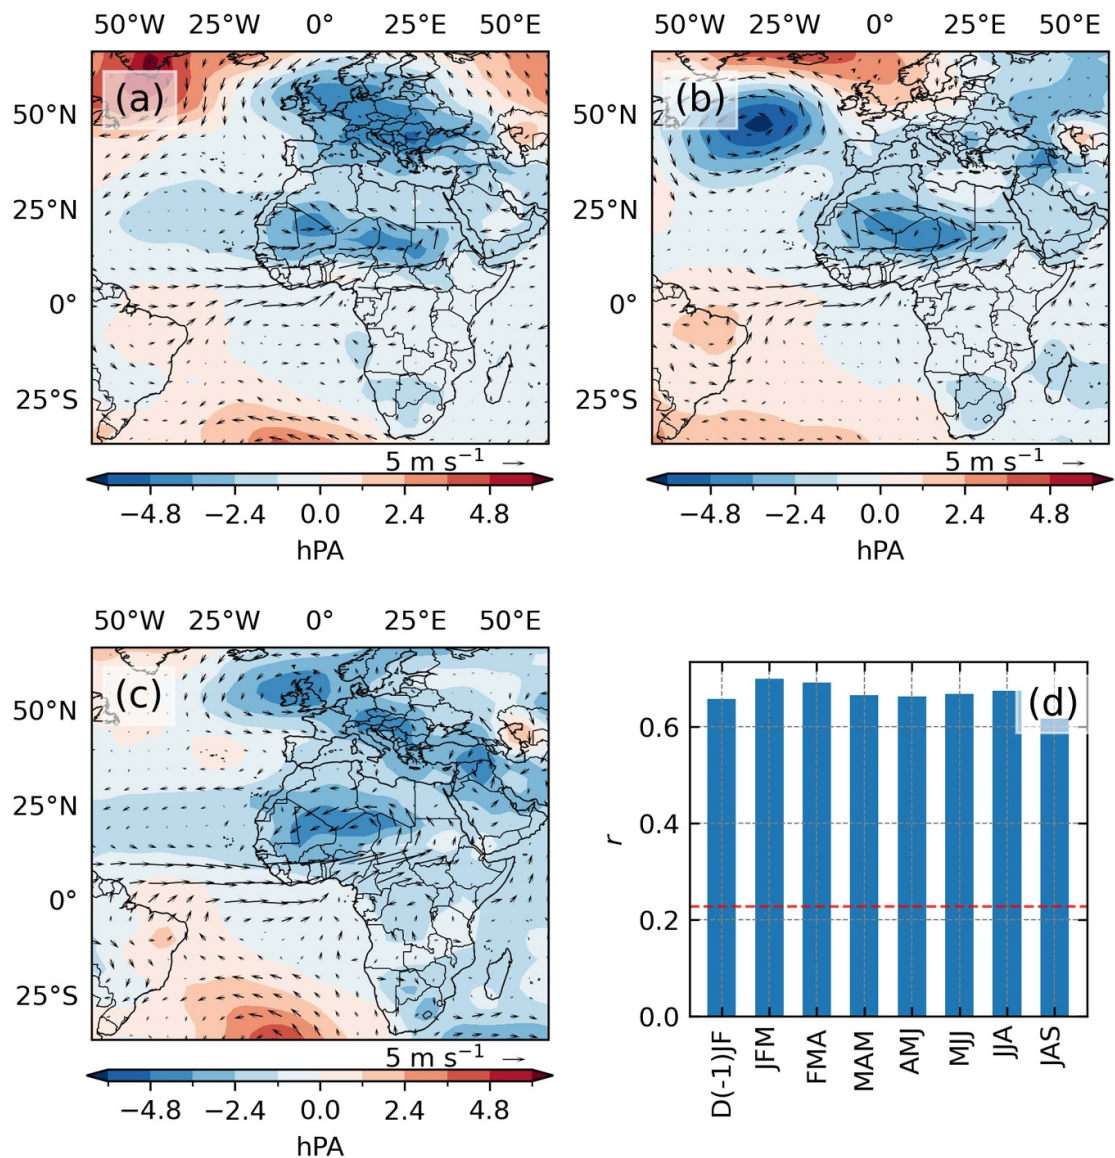 50°W 25°W 0° 25°E 50°E
50°N
25°N
0°
25°S
(a)
5 m s⁻¹
−4.8 −2.4 0.0 2.4 4.8
hPA
50°W 25°W 0° 25°E 50°E
50°N
25°N
0°
25°S
(b)
5 m s⁻¹
−4.8 −2.4 0.0 2.4 4.8
hPA
50°W 25°W 0° 25°E 50°E
50°N
25°N
0°
25°S
(c)
5 m s⁻¹
−4.8 −2.4 0.0 2.4 4.8
hPA
(d)
0.6
0.4
0.2
0.0
r
D(-1)JF JFM FMA MAM AMJ MJJ JJA JAS